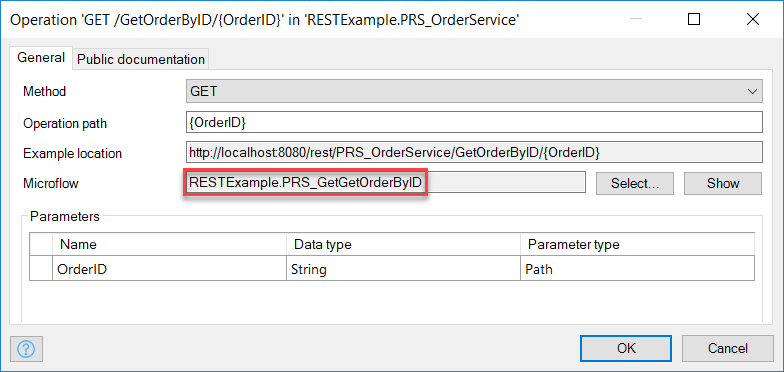 Operation 'GET /GetOrderByID/{OrderID}' in 'RESTExample.PRS_OrderService'
General Public documentation
Method GET
Operation path {OrderID}
Example location http://localhost:8080/rest/PRS_OrderService/GetOrderByID/{OrderID}
Microflow RESTExample.PRS_GetGetOrderByID Select... Show
Parameters
Name Data type Parameter type
OrderID String Path
? OK Cancel